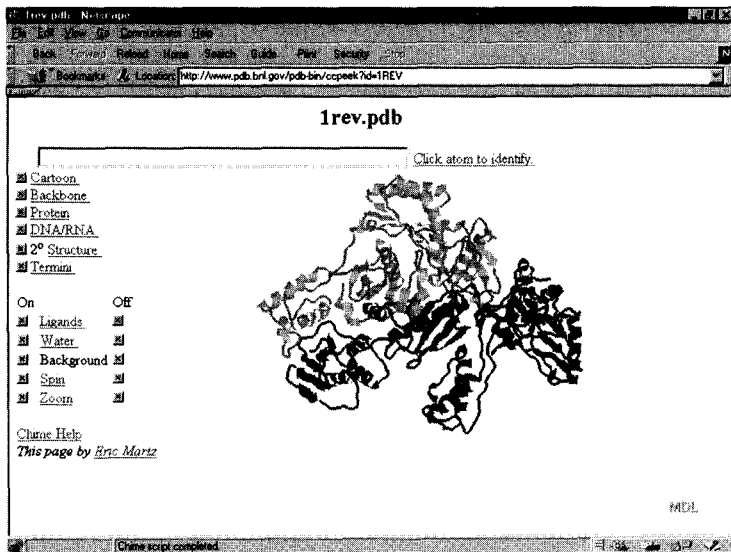 1rev.pdb - Netscape
File Edit View Go Communicator Help
Back Forward Reload Home Search Guide Print Security Stop
Bookmarks Location: http://www.pdb.bnl.gov/pdb-bin/ccpeek?id=1REV
1rev.pdb
Click atom to identify.
Cartoon
Backbone
Protein
DNA/RNA
2º Structure
Termini
On Off
Ligands
Water
Background
Spin
Zoom
Chime Help
This page by Eric Martz
MDL
Chime script completed.